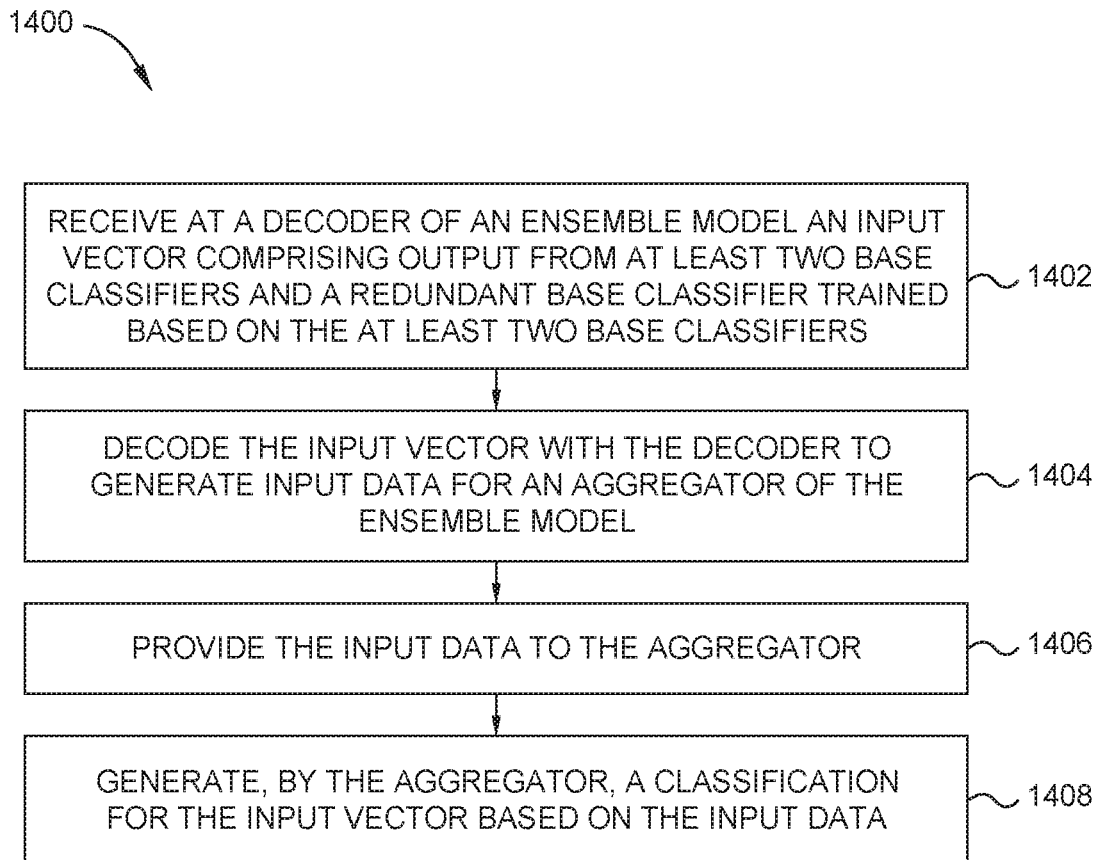 1400
RECEIVE AT A DECODER OF AN ENSEMBLE MODEL AN INPUT
VECTOR COMPRISING OUTPUT FROM AT LEAST TWO BASE
CLASSIFIERS AND A REDUNDANT BASE CLASSIFIER TRAINED
BASED ON THE AT LEAST TWO BASE CLASSIFIERS
1402
DECODE THE INPUT VECTOR WITH THE DECODER TO
GENERATE INPUT DATA FOR AN AGGREGATOR OF THE
ENSEMBLE MODEL
1404
PROVIDE THE INPUT DATA TO THE AGGREGATOR
1406
GENERATE, BY THE AGGREGATOR, A CLASSIFICATION
FOR THE INPUT VECTOR BASED ON THE INPUT DATA
1408